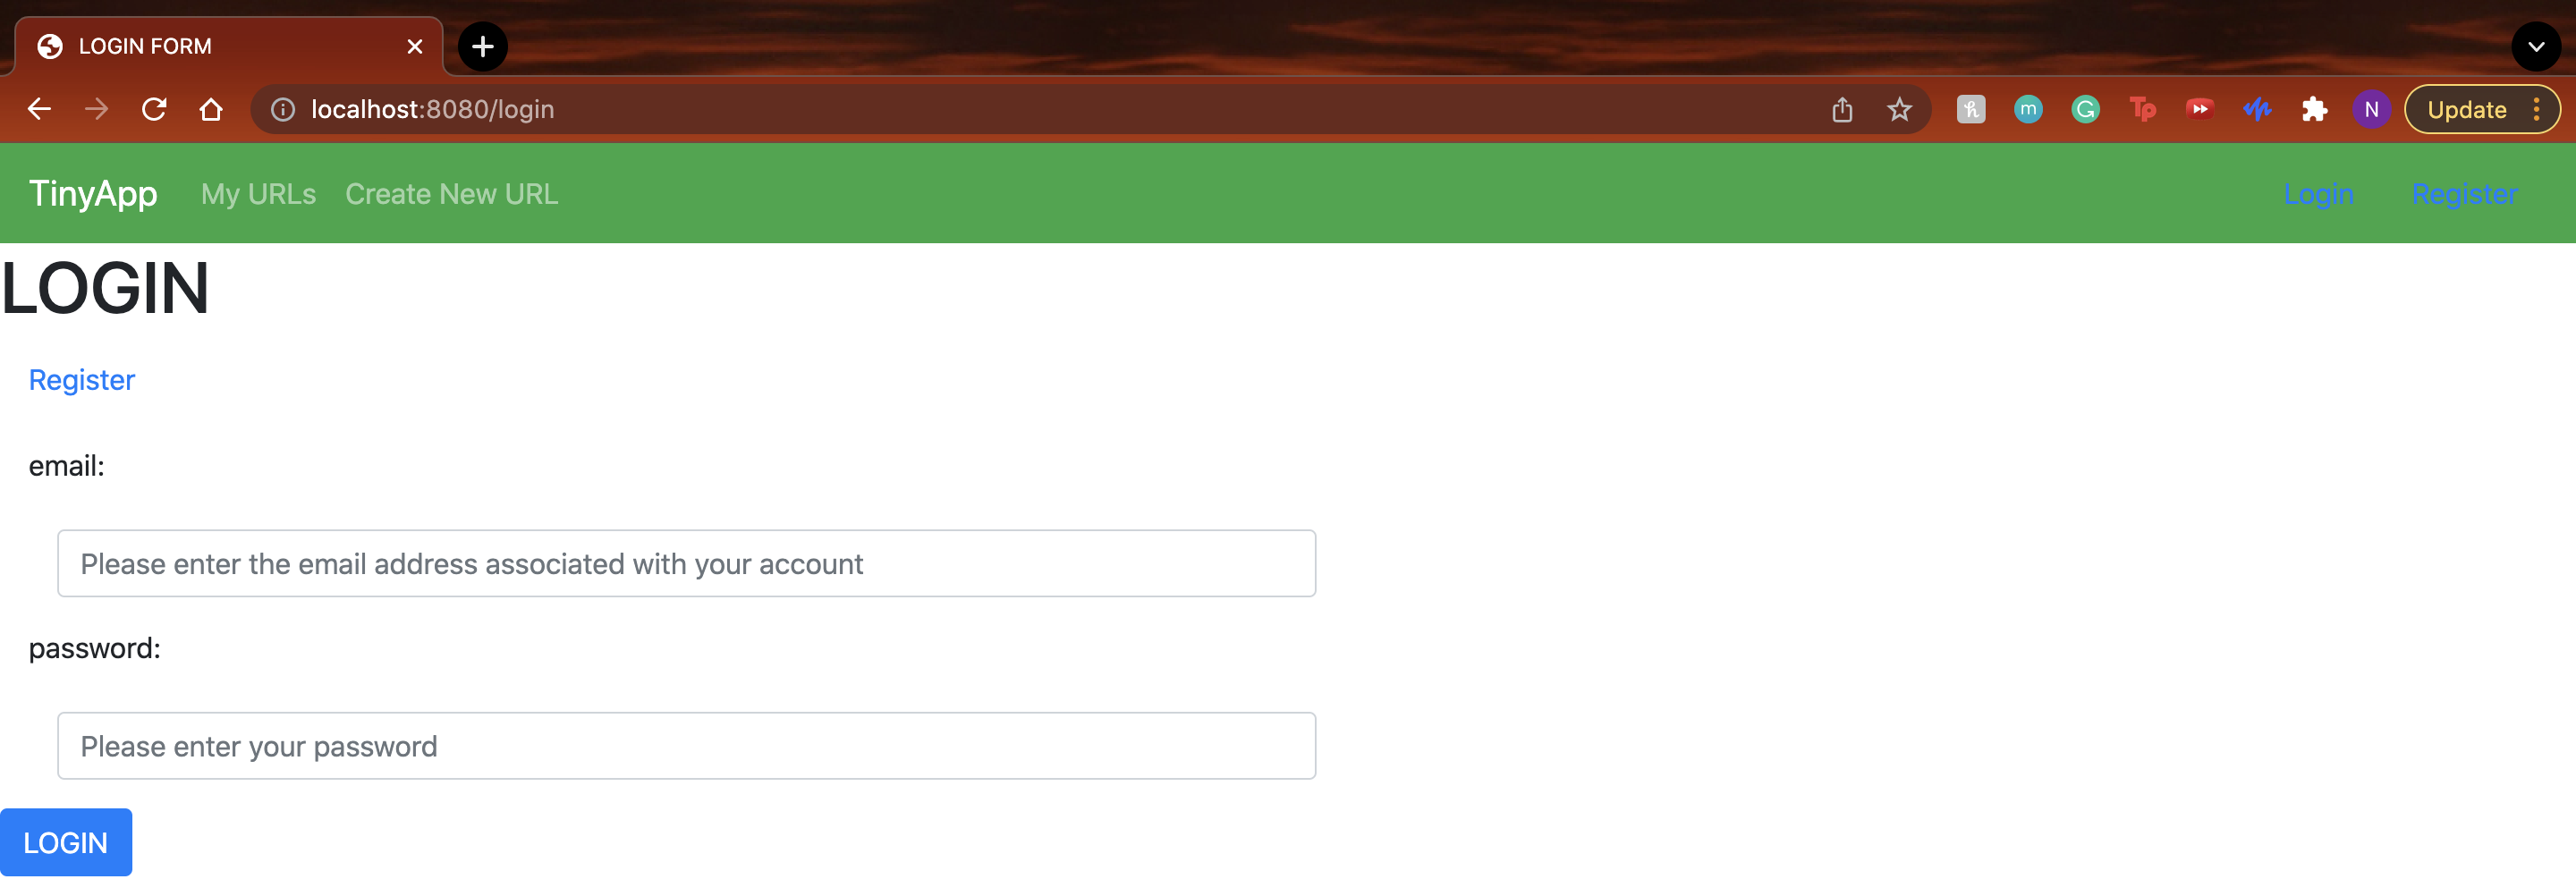 LOGIN FORM
localhost:8080/login
m
G
Tp
N
Update
TinyApp My URLs Create New URL Login Register
LOGIN
Register
email:
Please enter the email address associated with your account
password:
Please enter your password
LOGIN